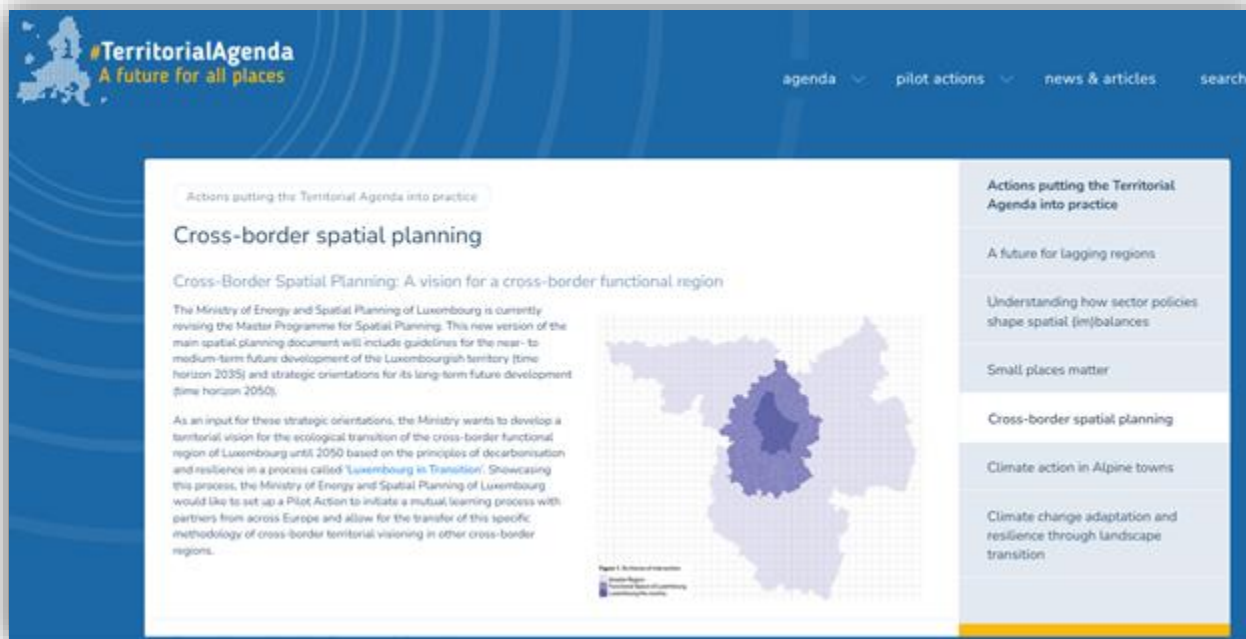 #TerritorialAgenda
A future for all places
agenda
pilot actions
news & articles
search
Actions putting the Territorial Agenda into practice
Cross-border spatial planning
Cross-Border Spatial Planning: A vision for a cross-border functional region
The Ministry of Energy and Spatial Planning of Luxembourg is currently
revising the Master Programme for Spatial Planning. This new version of the
main spatial planning document will include guidelines for the near- to
medium-term future development of the Luxembourgish territory (time
horizon 2035) and strategic orientations for its long-term future development
(time horizon 2050).
As an input for these strategic orientations, the Ministry wants to develop a
territorial vision for the ecological transition of the cross-border functional
region of Luxembourg until 2050 based on the principles of decarbonisation
and resilience in a process called 'Luxembourg in Transition'. Showcasing
this process, the Ministry of Energy and Spatial Planning of Luxembourg
would like to set up a Pilot Action to initiate a mutual learning process with
partners from across Europe and allow for the transfer of this specific
methodology of cross-border territorial visioning in other cross-border
regions.
Greater Region
Functional Space of Luxembourg
Actions putting the Territorial
Agenda into practice
A future for lagging regions
Understanding how sector policies
shape spatial (im)balances
Small places matter
Cross-border spatial planning
Climate action in Alpine towns
Climate change adaptation and
resilience through landscape
transition